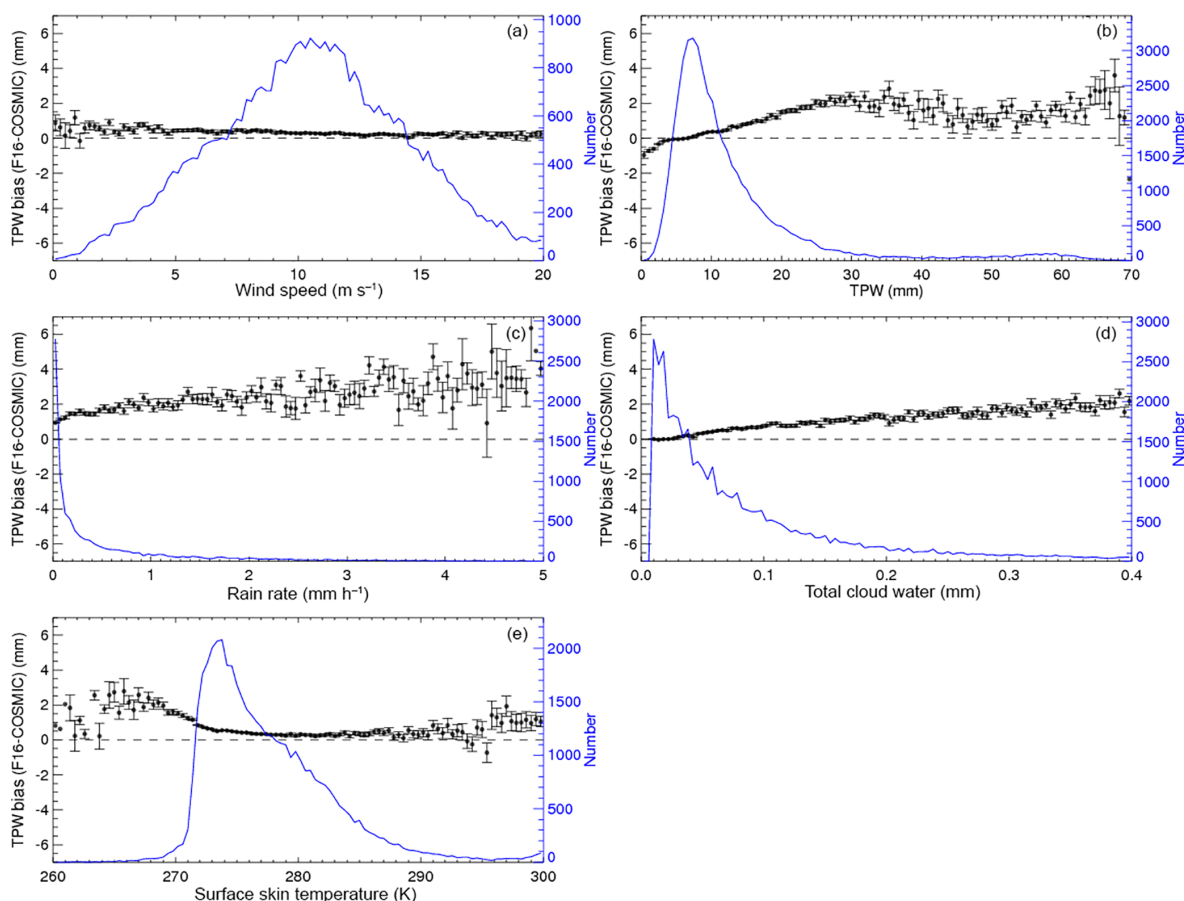 (a)
TPW bias (F16-COSMIC) (mm)
6
4
2
0
-2
-4
-6
1000
800
600
400
200
0
Number
0 5 10 15 20
Wind speed (m s⁻¹)
(b)
TPW bias (F16-COSMIC) (mm)
6
4
2
0
-2
-4
-6
3000
2500
2000
1500
1000
500
0
Number
0 10 20 30 40 50 60 70
TPW (mm)
(c)
TPW bias (F16-COSMIC) (mm)
6
4
2
0
-2
-4
-6
3000
2500
2000
1500
1000
500
0
Number
0 1 2 3 4 5
Rain rate (mm h⁻¹)
(d)
TPW bias (F16-COSMIC) (mm)
6
4
2
0
-2
-4
-6
3000
2500
2000
1500
1000
500
0
Number
0.0 0.1 0.2 0.3 0.4
Total cloud water (mm)
(e)
TPW bias (F16-COSMIC) (mm)
6
4
2
0
-2
-4
-6
2000
1500
1000
500
0
Number
260 270 280 290 300
Surface skin temperature (K)